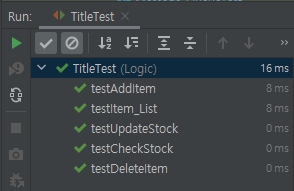 Run: TitleTest
TitleTest (Logic) 16 ms
testAddItem 8 ms
testItem_List 8 ms
testUpdateStock 0 ms
testCheckStock 0 ms
testDeleteItem 0 ms